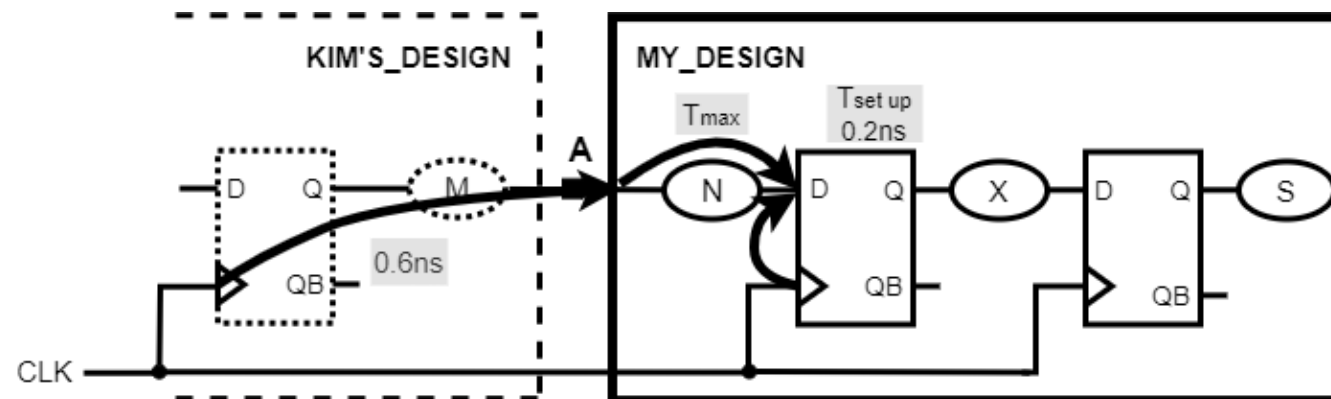 KIM'S_DESIGN
MY_DESIGN
Tmax
Tset up
0.2ns
A
D
Q
M
N
D
Q
X
D
Q
S
0.6ns
QB
QB
QB
CLK